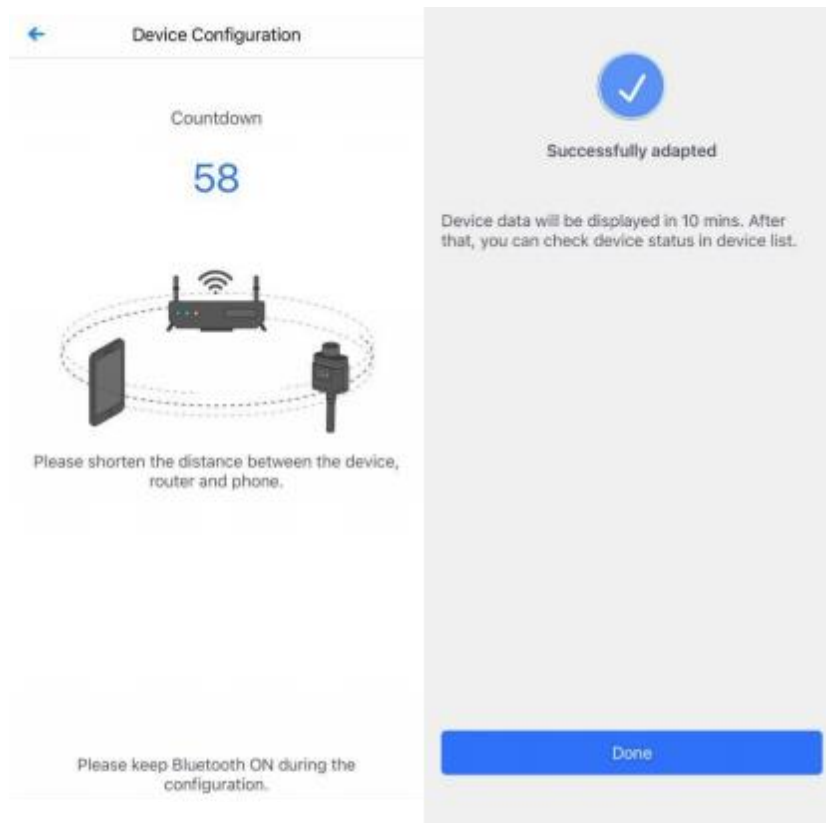 Device Configuration
Countdown
58
Please shorten the distance between the device,
router and phone.
Please keep Bluetooth ON during the
configuration.
Successfully adapted
Device data will be displayed in 10 mins. After
that, you can check device status in device list.
Done